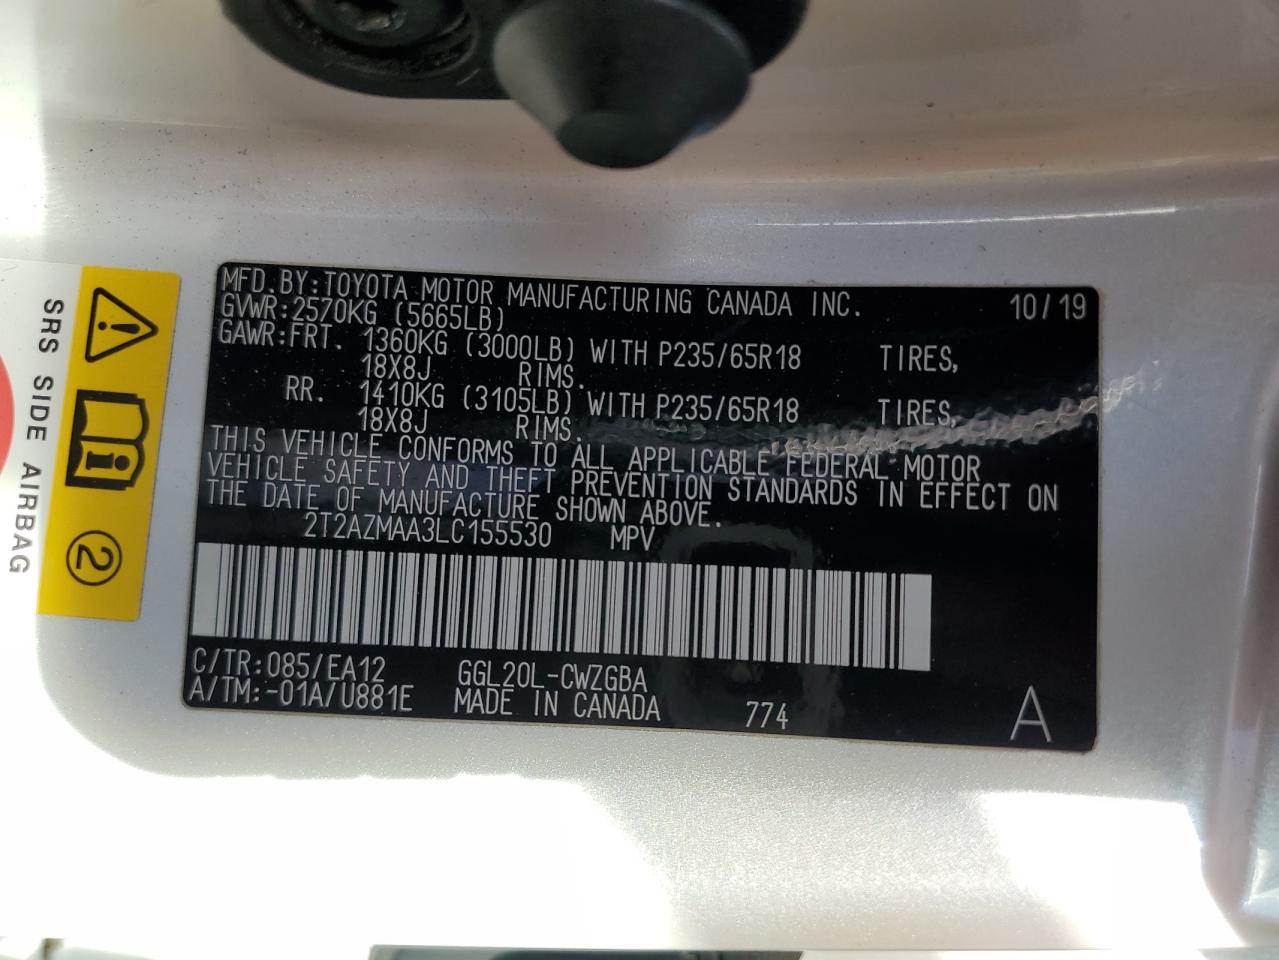 MFD.BY:TOYOTA MOTOR MANUFACTURING CANADA INC. 10/19
GVWR:2570KG (5665LB)
GAWR:FRT. 1360KG (3000LB) WITH P235/65R18 TIRES,
18X8J RIMS.
RR. 1410KG (3105LB) WITH P235/65R18 TIRES,
18X8J RIMS.
THIS VEHICLE CONFORMS TO ALL APPLICABLE FEDERAL MOTOR
VEHICLE SAFETY AND THEFT PREVENTION STANDARDS IN EFFECT ON
THE DATE OF MANUFACTURE SHOWN ABOVE.
2T2AZMAA3LC155530 MPV
C/TR:085/EA12 GGL20L-CWZGBA
A/TM:-01A/U881E MADE IN CANADA 774 A
SRS SIDE AIRBAG
2